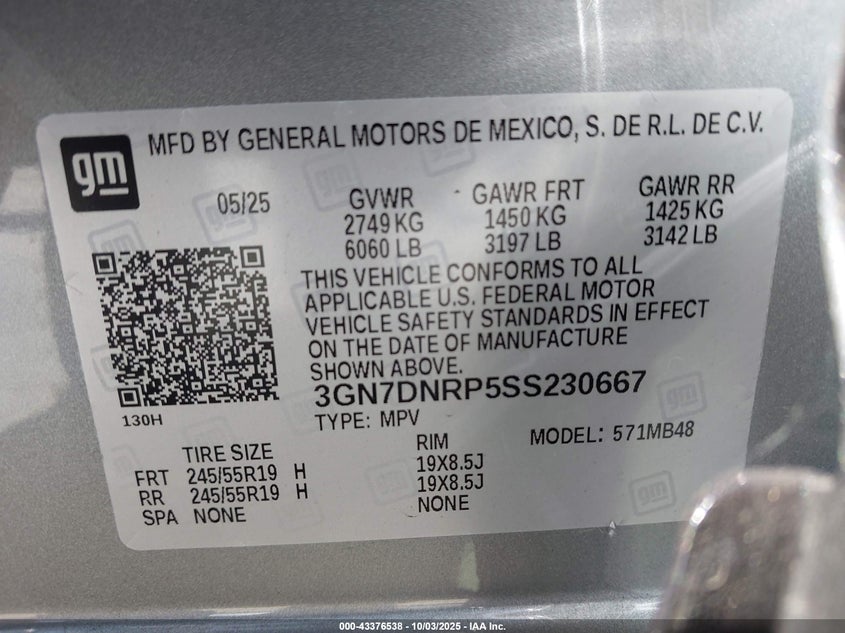 gm
MFD BY GENERAL MOTORS DE MEXICO, S. DE R.L. DE C.V.
05/25
GVWR
2749 KG
6060 LB
GAWR FRT
1450 KG
3197 LB
GAWR RR
1425 KG
3142 LB
THIS VEHICLE CONFORMS TO ALL
APPLICABLE U.S. FEDERAL MOTOR
VEHICLE SAFETY STANDARDS IN EFFECT
ON THE DATE OF MANUFACTURE
SHOWN ABOVE.
3GN7DNRP5SS230667
130H
TYPE: MPV
MODEL: 571MB48
TIRE SIZE
RIM
FRT 245/55R19 H 19X8.5J
RR 245/55R19 H 19X8.5J
SPA NONE NONE
000-43376538 - 10/03/2025 - IAA Inc.